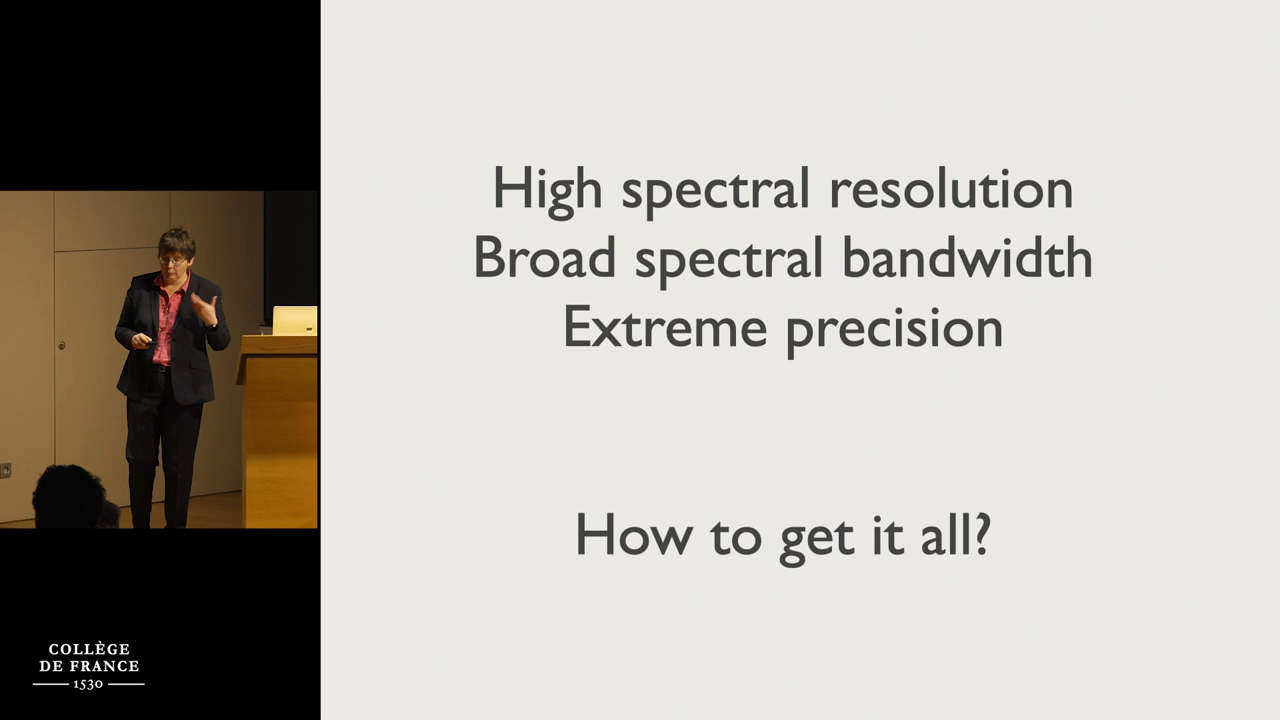 High spectral resolution
Broad spectral bandwidth
Extreme precision
How to get it all?
COLLÈGE
DE FRANCE
1530